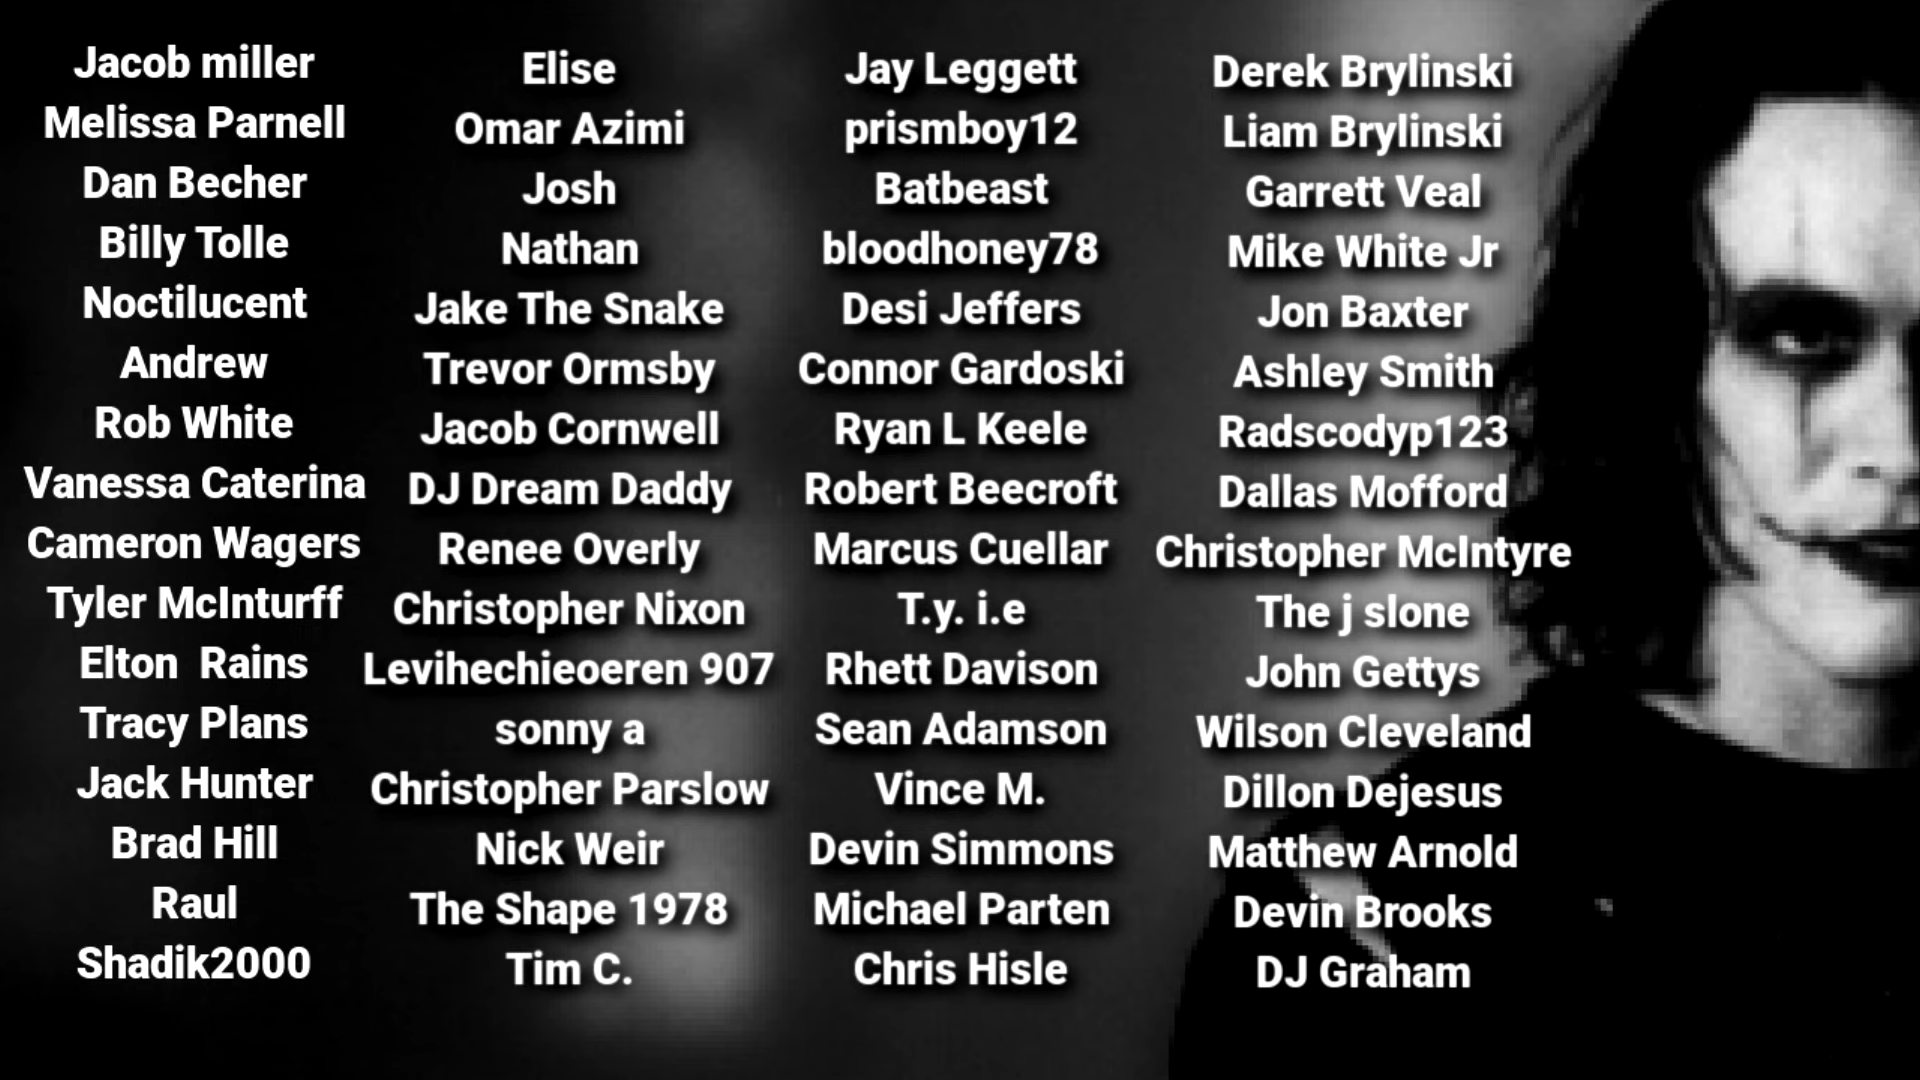 Jacob miller
Melissa Parnell
Dan Becher
Billy Tolle
Noctilucent
Andrew
Rob White
Vanessa Caterina
Cameron Wagers
Tyler McInturff
Elton  Rains
Tracy Plans
Jack Hunter
Brad Hill
Raul
Shadik2000
Elise
Omar Azimi
Josh
Nathan
Jake The Snake
Trevor Ormsby
Jacob Cornwell
DJ Dream Daddy
Renee Overly
Christopher Nixon
Levihechieoeren 907
sonny a
Christopher Parslow
Nick Weir
The Shape 1978
Tim C.
Jay Leggett
prismboy12
Batbeast
bloodhoney78
Desi Jeffers
Connor Gardoski
Ryan L Keele
Robert Beecroft
Marcus Cuellar
T.y. i.e
Rhett Davison
Sean Adamson
Vince M.
Devin Simmons
Michael Parten
Chris Hisle
Derek Brylinski
Liam Brylinski
Garrett Veal
Mike White Jr
Jon Baxter
Ashley Smith
Radscodyp123
Dallas Mofford
Christopher McIntyre
The j slone
John Gettys
Wilson Cleveland
Dillon Dejesus
Matthew Arnold
Devin Brooks
DJ Graham